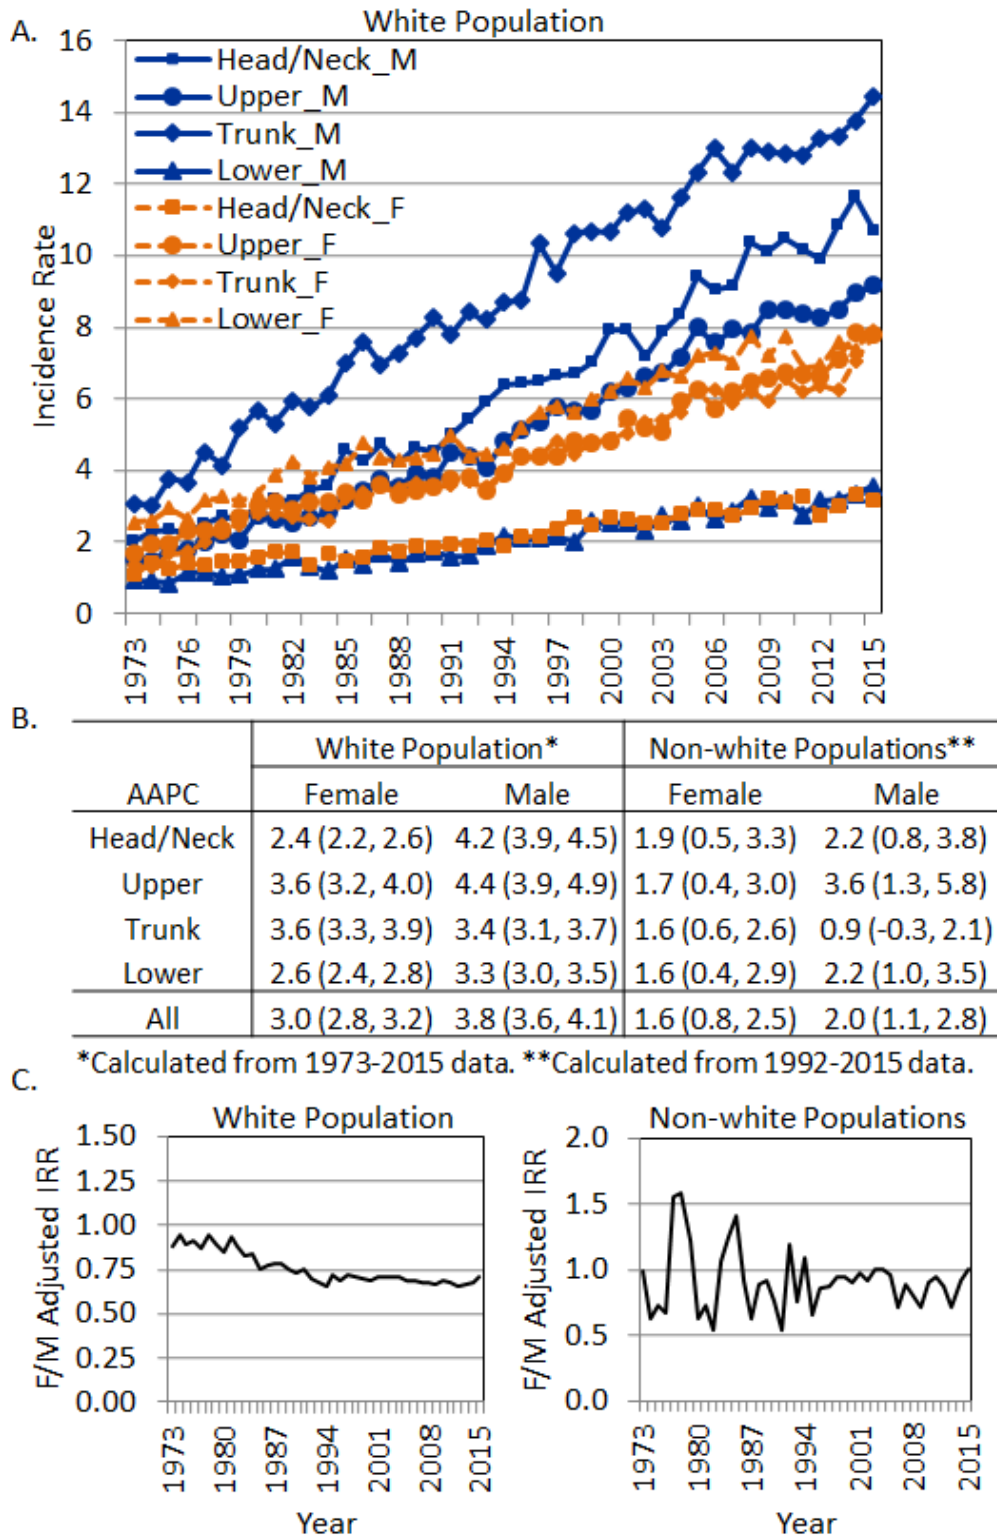 A.
White Population
Incidence Rate
16
14
12
10
8
6
4
2
0
Head/Neck_M
Upper_M
Trunk_M
Lower_M
Head/Neck_F
Upper_F
Trunk_F
Lower_F
1973 1976 1979 1982 1985 1988 1991 1994 1997 2000 2003 2006 2009 2012 2015
B.
White Population* Non-white Populations**
AAPC Female Male Female Male
Head/Neck 2.4 (2.2, 2.6) 4.2 (3.9, 4.5) 1.9 (0.5, 3.3) 2.2 (0.8, 3.8)
Upper 3.6 (3.2, 4.0) 4.4 (3.9, 4.9) 1.7 (0.4, 3.0) 3.6 (1.3, 5.8)
Trunk 3.6 (3.3, 3.9) 3.4 (3.1, 3.7) 1.6 (0.6, 2.6) 0.9 (-0.3, 2.1)
Lower 2.6 (2.4, 2.8) 3.3 (3.0, 3.5) 1.6 (0.4, 2.9) 2.2 (1.0, 3.5)
All 3.0 (2.8, 3.2) 3.8 (3.6, 4.1) 1.6 (0.8, 2.5) 2.0 (1.1, 2.8)
*Calculated from 1973-2015 data. **Calculated from 1992-2015 data.
C.
White Population
F/M Adjusted IRR
1.50
1.25
1.00
0.75
0.50
0.25
0.00
1973 1980 1987 1994 2001 2008 2015
Year
Non-white Populations
F/M Adjusted IRR
2.0
1.5
1.0
0.5
0.0
1973 1980 1987 1994 2001 2008 2015
Year